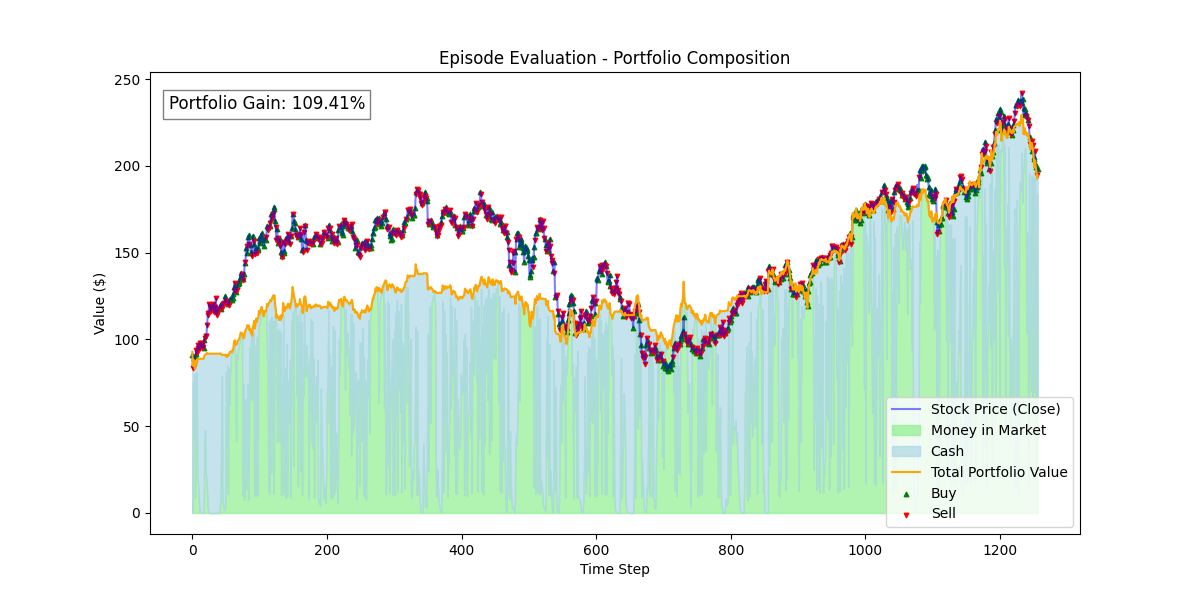 Episode Evaluation - Portfolio Composition
Portfolio Gain: 109.41%
Value ($)
250
200
150
100
50
0
0 200 400 600 800 1000 1200
Time Step
Stock Price (Close)
Money in Market
Cash
Total Portfolio Value
Buy
Sell